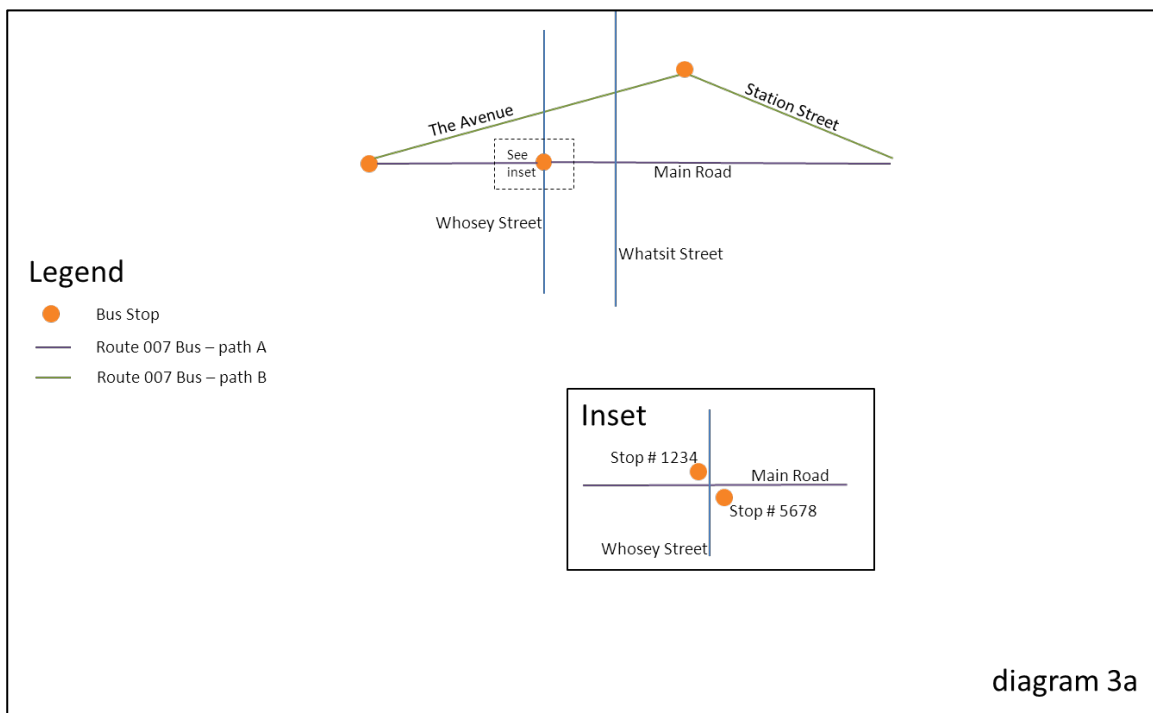 The Avenue
Station Street
See
inset
Main Road
Whosey Street
Whatsit Street
Legend
Bus Stop
Route 007 Bus – path A
Route 007 Bus – path B
Inset
Stop # 1234
Main Road
Stop # 5678
Whosey Street
diagram 3a